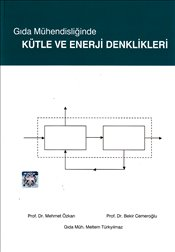 Gıda Mühendisliğinde
KÜTLE VE ENERJİ DENKLİKLERİ
Prof. Dr. Mehmet Özkan
Prof. Dr. Bekir Cemeroğlu
Gıda Müh. Meltem Türkyılmaz